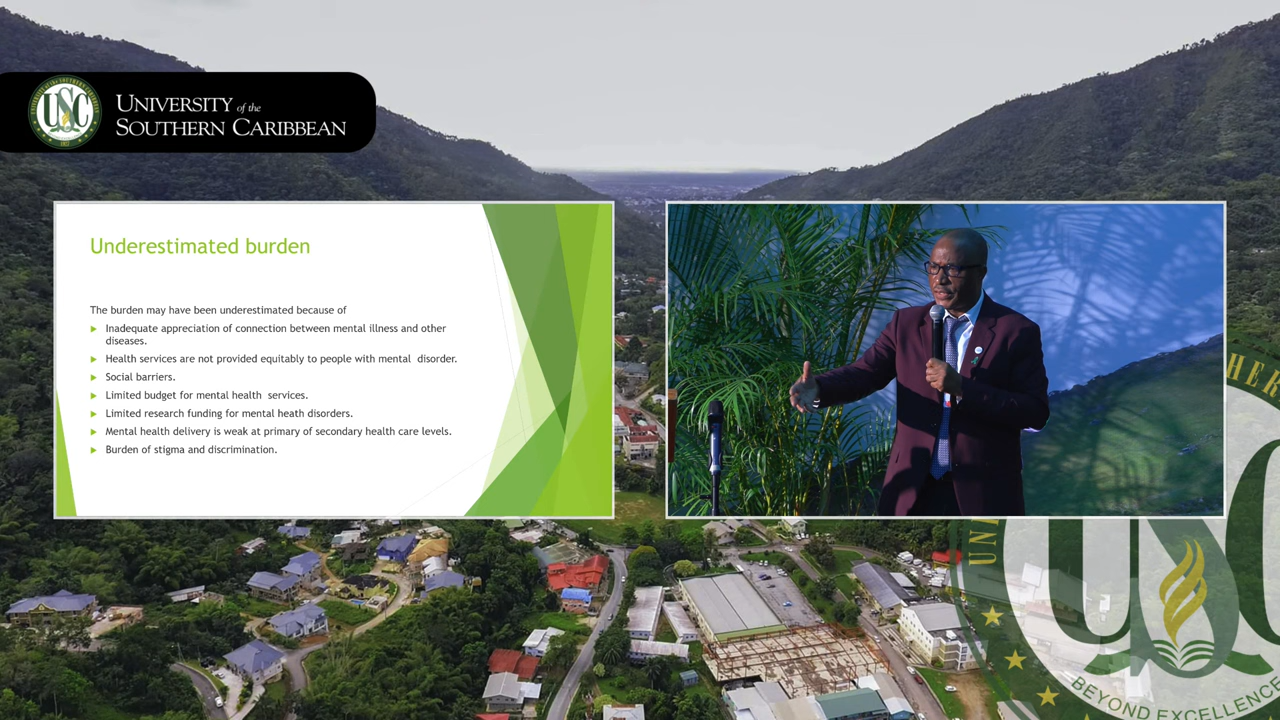 UNIVERSITY of the
SOUTHERN CARIBBEAN
USC
Underestimated burden
The burden may have been underestimated because of
Inadequate appreciation of connection between mental illness and other
diseases.
Health services are not provided equitably to people with mental disorder.
Social barriers.
Limited budget for mental health services.
Limited research funding for mental heath disorders.
Mental health delivery is weak at primary of secondary health care levels.
Burden of stigma and discrimination.
BEYOND EXCELLENCE